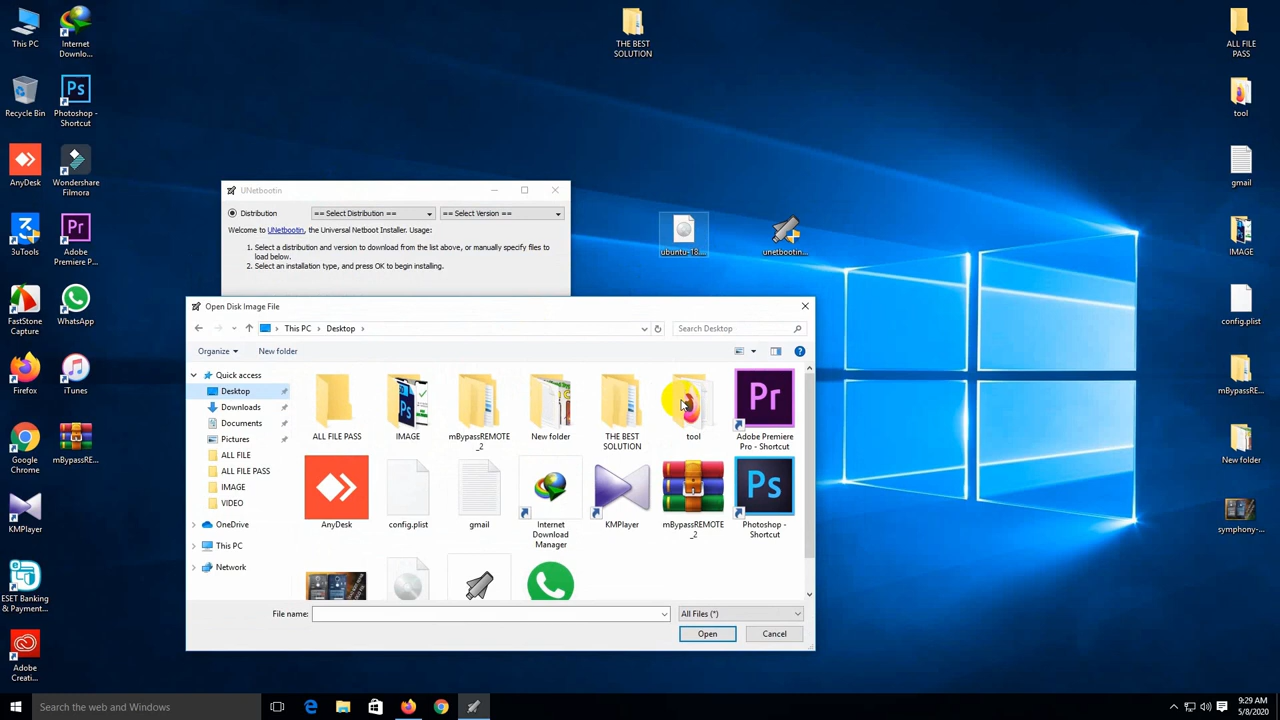 This PC
Internet
Downlo...
Recycle Bin
Photoshop -
Shortcut
AnyDesk
Wondershare
Filmora
3uTools
Adobe
Premiere P...
FastStone
Capture
WhatsApp
Firefox
iTunes
Google
Chrome
mBypassRE...
KMPlayer
ESET Banking
& Payment...
Adobe
Creati...
THE BEST
SOLUTION
ubuntu-18....
unetbootin...
ALL FILE
PASS
tool
gmail
IMAGE
config.plist
mBypassRE...
New folder
symphony-...
UNetbootin
Distribution
== Select Distribution ==
== Select Version ==
Welcome to UNetbootin, the Universal Netboot Installer. Usage:
1. Select a distribution and version to download from the list above, or manually specify files to
load below.
2. Select an installation type, and press OK to begin installing.
Open Disk Image File
This PC
Desktop
Search Desktop
Organize
New folder
Quick access
Desktop
Downloads
Documents
Pictures
ALL FILE
ALL FILE PASS
IMAGE
VIDEO
OneDrive
This PC
Network
ALL FILE PASS
IMAGE
mBypassREMOTE
_2
New folder
THE BEST
SOLUTION
tool
Adobe Premiere
Pro - Shortcut
AnyDesk
config.plist
gmail
Internet
Download
Manager
KMPlayer
mBypassREMOTE
_2
Photoshop -
Shortcut
File name:
All Files (*)
Open
Cancel
Search the web and Windows
9:29 AM
5/8/2020